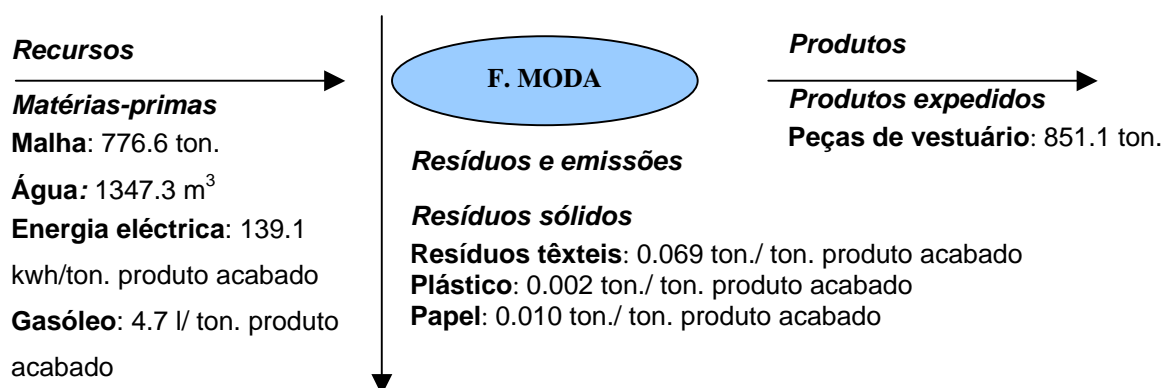 Recursos
Matérias-primas
Malha: 776.6 ton.
Água: 1347.3 m³
Energia eléctrica: 139.1
kwh/ton. produto acabado
Gasóleo: 4.7 l/ ton. produto
acabado
F. MODA
Resíduos e emissões
Resíduos sólidos
Resíduos têxteis: 0.069 ton./ ton. produto acabado
Plástico: 0.002 ton./ ton. produto acabado
Papel: 0.010 ton./ ton. produto acabado
Produtos
Produtos expedidos
Peças de vestuário: 851.1 ton.